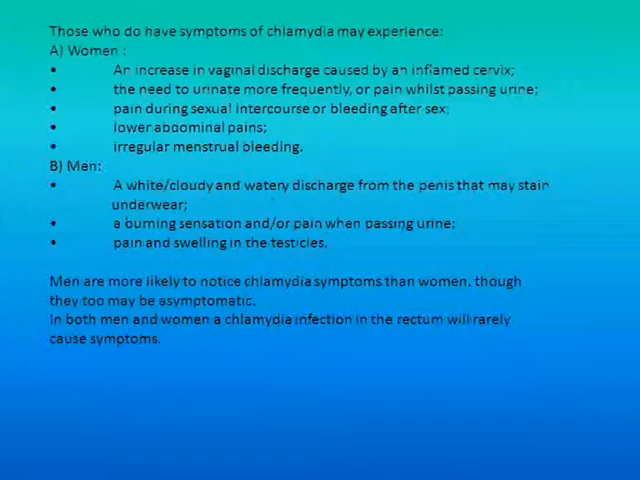 Those who do have symptoms of chlamydia may experience:
A) Women :
• An increase in vaginal discharge caused by an inflamed cervix;
• the need to urinate more frequently, or pain whilst passing urine;
• pain during sexual intercourse or bleeding after sex;
• lower abdominal pains;
• irregular menstrual bleeding.
B) Men:
• A white/cloudy and watery discharge from the penis that may stain
underwear;
• a burning sensation and/or pain when passing urine;
• pain and swelling in the testicles.
Men are more likely to notice chlamydia symptoms than women, though
they too may be asymptomatic.
In both men and women a chlamydia infection in the rectum will rarely
cause symptoms.